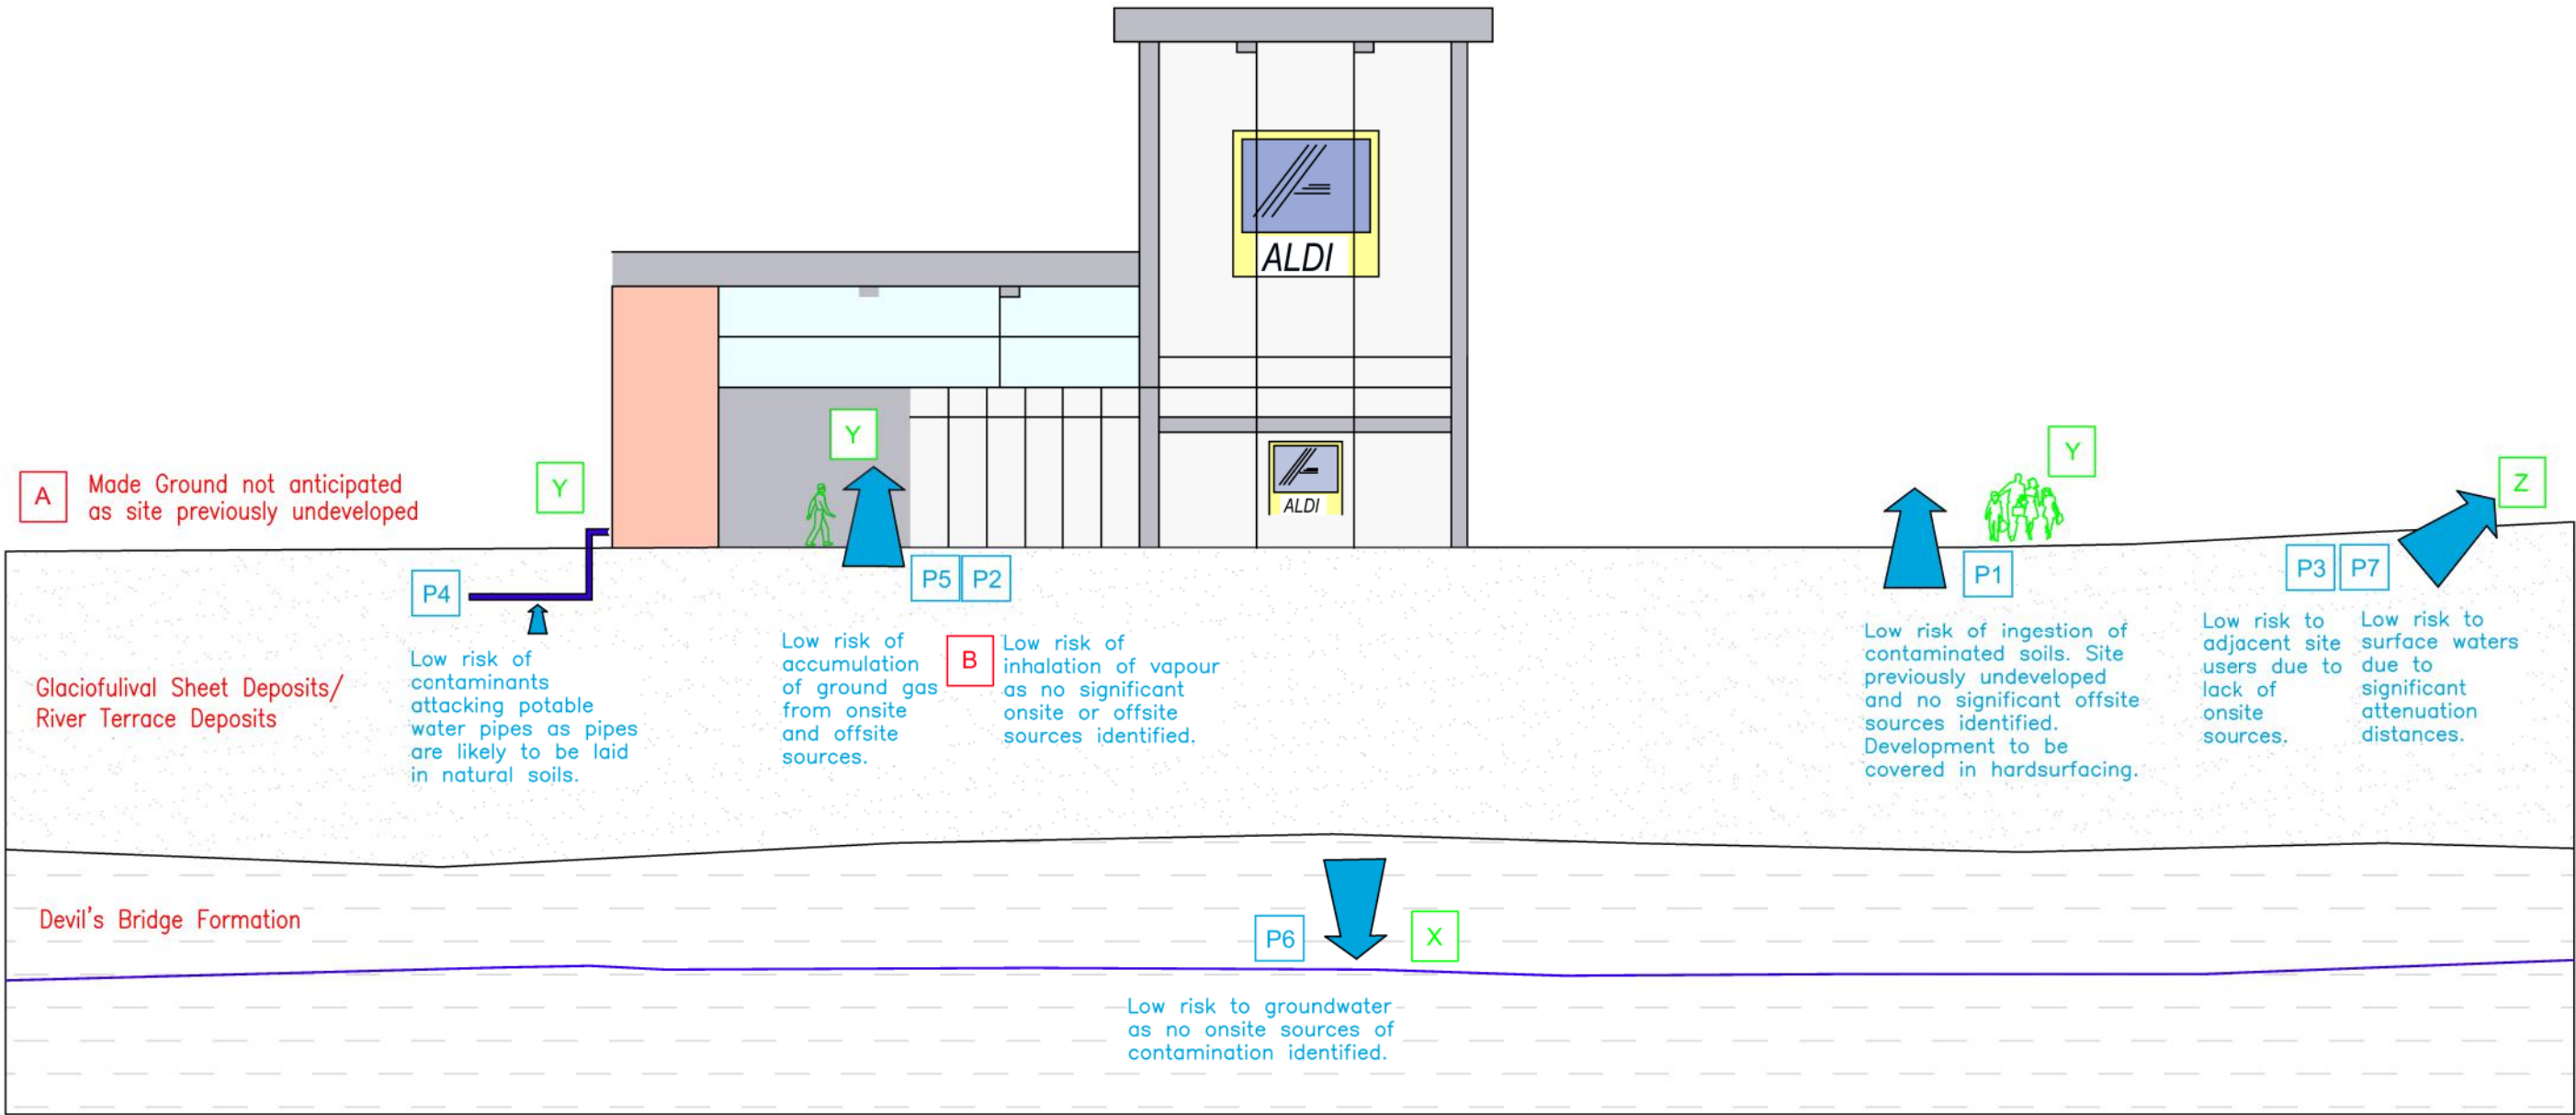 ALDI
ALDI
A
Made Ground not anticipated
as site previously undeveloped
Y
Y
Y
Z
P4
Low risk of
contaminants
attacking potable
water pipes as pipes
are likely to be laid
in natural soils.
P5
P2
Low risk of
accumulation
of ground gas
from onsite
and offsite
sources.
B
Low risk of
inhalation of vapour
as no significant
onsite or offsite
sources identified.
P1
Low risk of ingestion of
contaminated soils. Site
previously undeveloped
and no significant offsite
sources identified.
Development to be
covered in hardsurfacing.
P3
P7
Low risk to
adjacent site
users due to
lack of
onsite
sources.
Low risk to
surface waters
due to
significant
attenuation
distances.
Glaciofulival Sheet Deposits/
River Terrace Deposits
Devil's Bridge Formation
P6
X
Low risk to groundwater
as no onsite sources of
contamination identified.